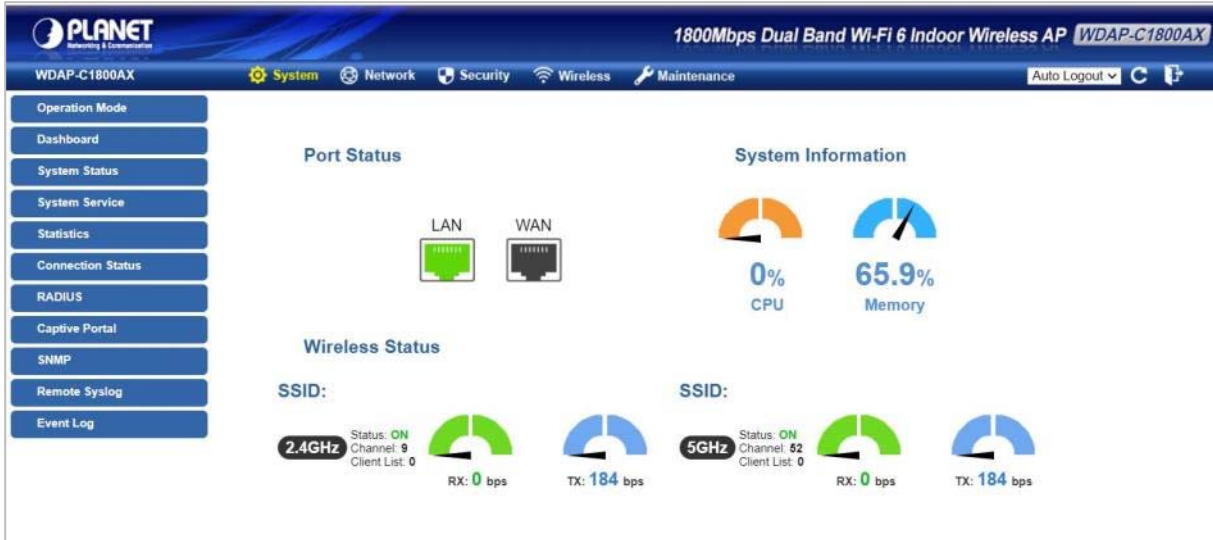 PLANET
Networking & Communication
1800Mbps Dual Band Wi-Fi 6 Indoor Wireless AP WDAP-C1800AX
WDAP-C1800AX System Network Security Wireless Maintenance Auto Logout
Operation Mode
Dashboard
System Status
System Service
Statistics
Connection Status
RADIUS
Captive Portal
SNMP
Remote Syslog
Event Log
Port Status
LAN WAN
System Information
0% 65.9%
CPU Memory
Wireless Status
SSID:
2.4GHz
Status: ON
Channel: 9
Client List: 0
RX: 0 bps TX: 184 bps
SSID:
5GHz
Status: ON
Channel: 52
Client List: 0
RX: 0 bps TX: 184 bps